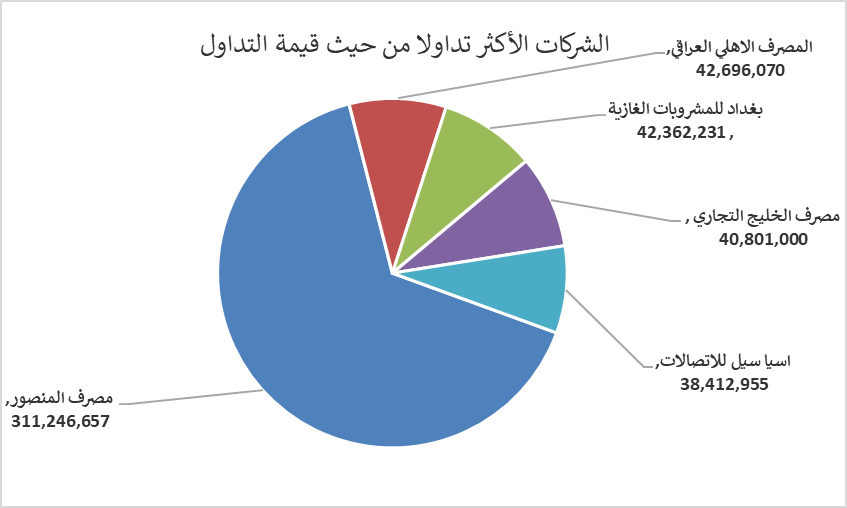 الشركات الأكثر تداولا من حيث قيمة التداول
المصرف الاهلي العراقي,
42,696,070
بغداد للمشروبات الغازية
, 42,362,231
مصرف الخليج التجاري ,
40,801,000
اسيا سيل للاتصالات,
38,412,955
مصرف المنصور,
311,246,657